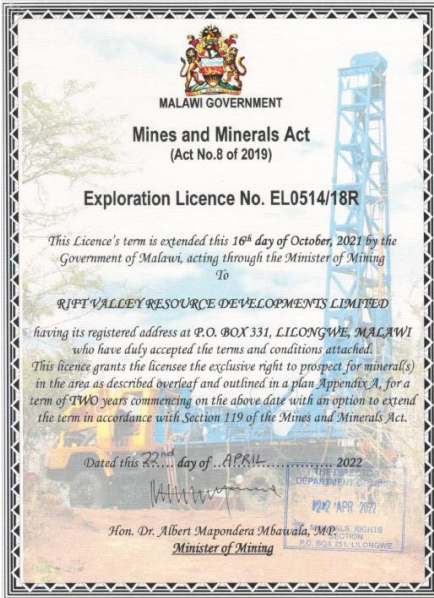 MALAWI GOVERNMENT
Mines and Minerals Act
(Act No.8 of 2019)
Exploration Licence No. EL0514/18R
This Licence's term is extended this 16th day of October, 2021 by the
Government of Malawi, acting through the Minister of Mining
To
RIFT VALLEY RESOURCE DEVELOPMENTS LIMITED
having its registered address at P.O. BOX 331, LILONGWE, MALAWI
who have duly accepted the terms and conditions attached.
This licence grants the licensee the exclusive right to prospect for mineral(s)
in the area as described overleaf and outlined in a plan Appendix A, for a
term of TWO years commencing on the above date with an option to extend
the term in accordance with Section 119 of the Mines and Minerals Act.
Dated this 22nd day of APRIL 2022
THE DIRECTOR
DEPARTMENT OF MINES
APR 2022
MINERALS RIGHTS
SECTION
P.O. BOX 251, LILONGWE
Hon. Dr. Albert Mapondera Mbawala, MP.
Minister of Mining